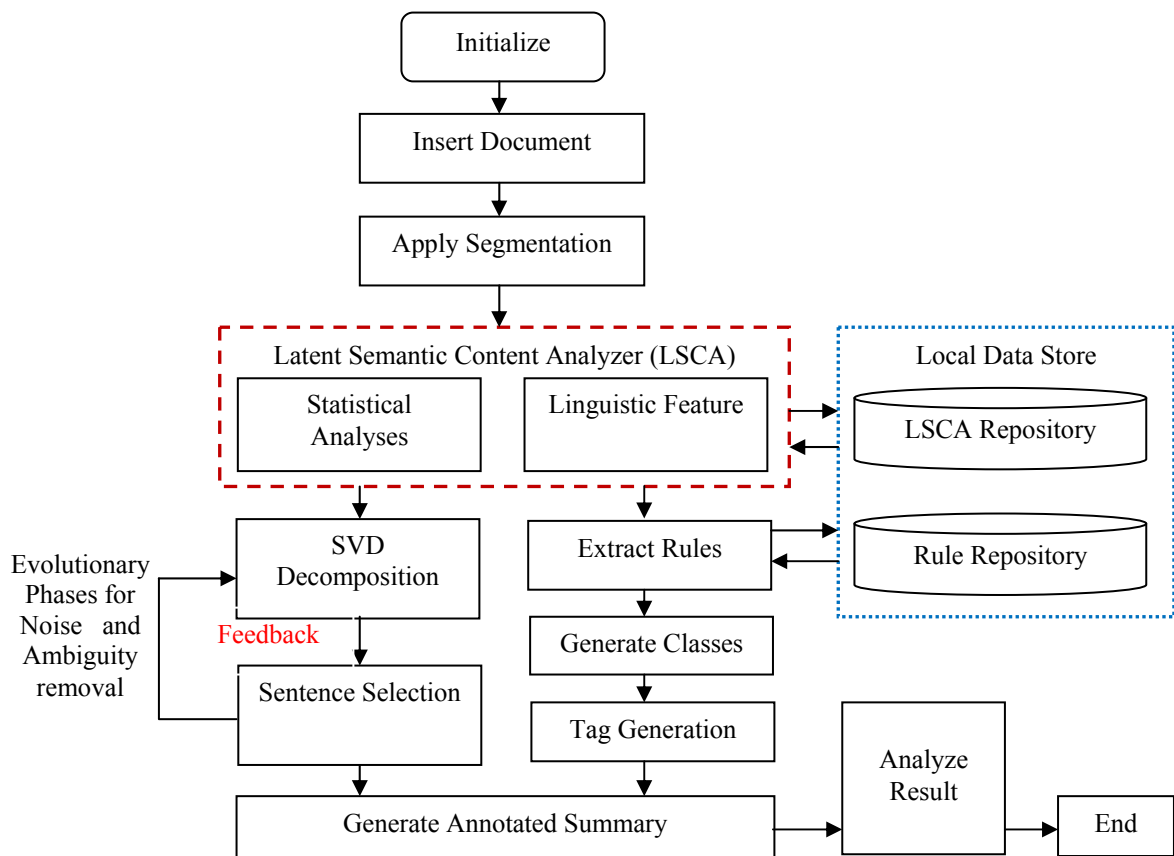 Initialize
Insert Document
Apply Segmentation
Latent Semantic Content Analyzer (LSCA)
Statistical
Analyses
Linguistic Feature
Local Data Store
LSCA Repository
Rule Repository
SVD
Decomposition
Extract Rules
Evolutionary
Phases for
Noise and
Ambiguity
removal
Feedback
Generate Classes
Sentence Selection
Tag Generation
Analyze
Result
Generate Annotated Summary
End